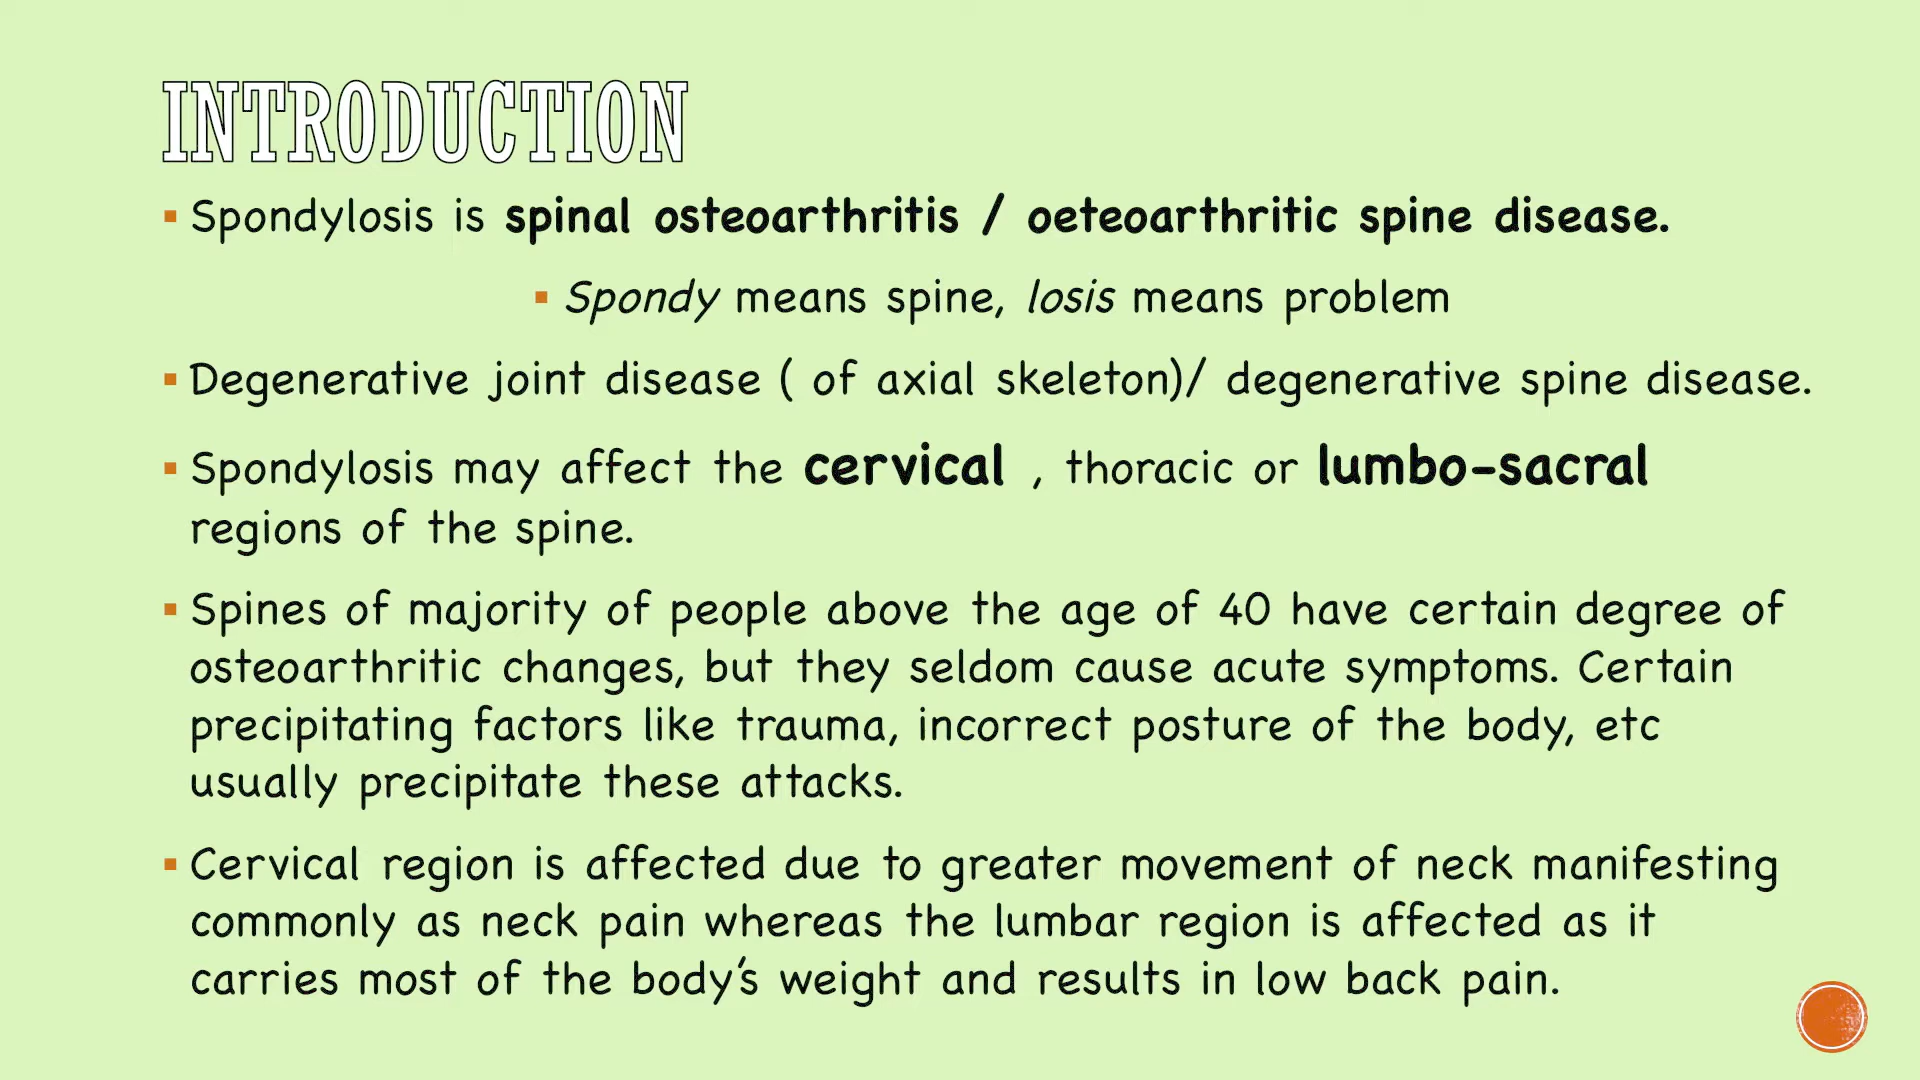 INTRODUCTION
▪ Spondylosis is spinal osteoarthritis / oeteoarthritic spine disease.
▪ Spondy means spine, losis means problem
▪ Degenerative joint disease ( of axial skeleton)/ degenerative spine disease.
▪ Spondylosis may affect the cervical , thoracic or lumbo-sacral
regions of the spine.
▪ Spines of majority of people above the age of 40 have certain degree of
osteoarthritic changes, but they seldom cause acute symptoms. Certain
precipitating factors like trauma, incorrect posture of the body, etc
usually precipitate these attacks.
▪ Cervical region is affected due to greater movement of neck manifesting
commonly as neck pain whereas the lumbar region is affected as it
carries most of the body's weight and results in low back pain.